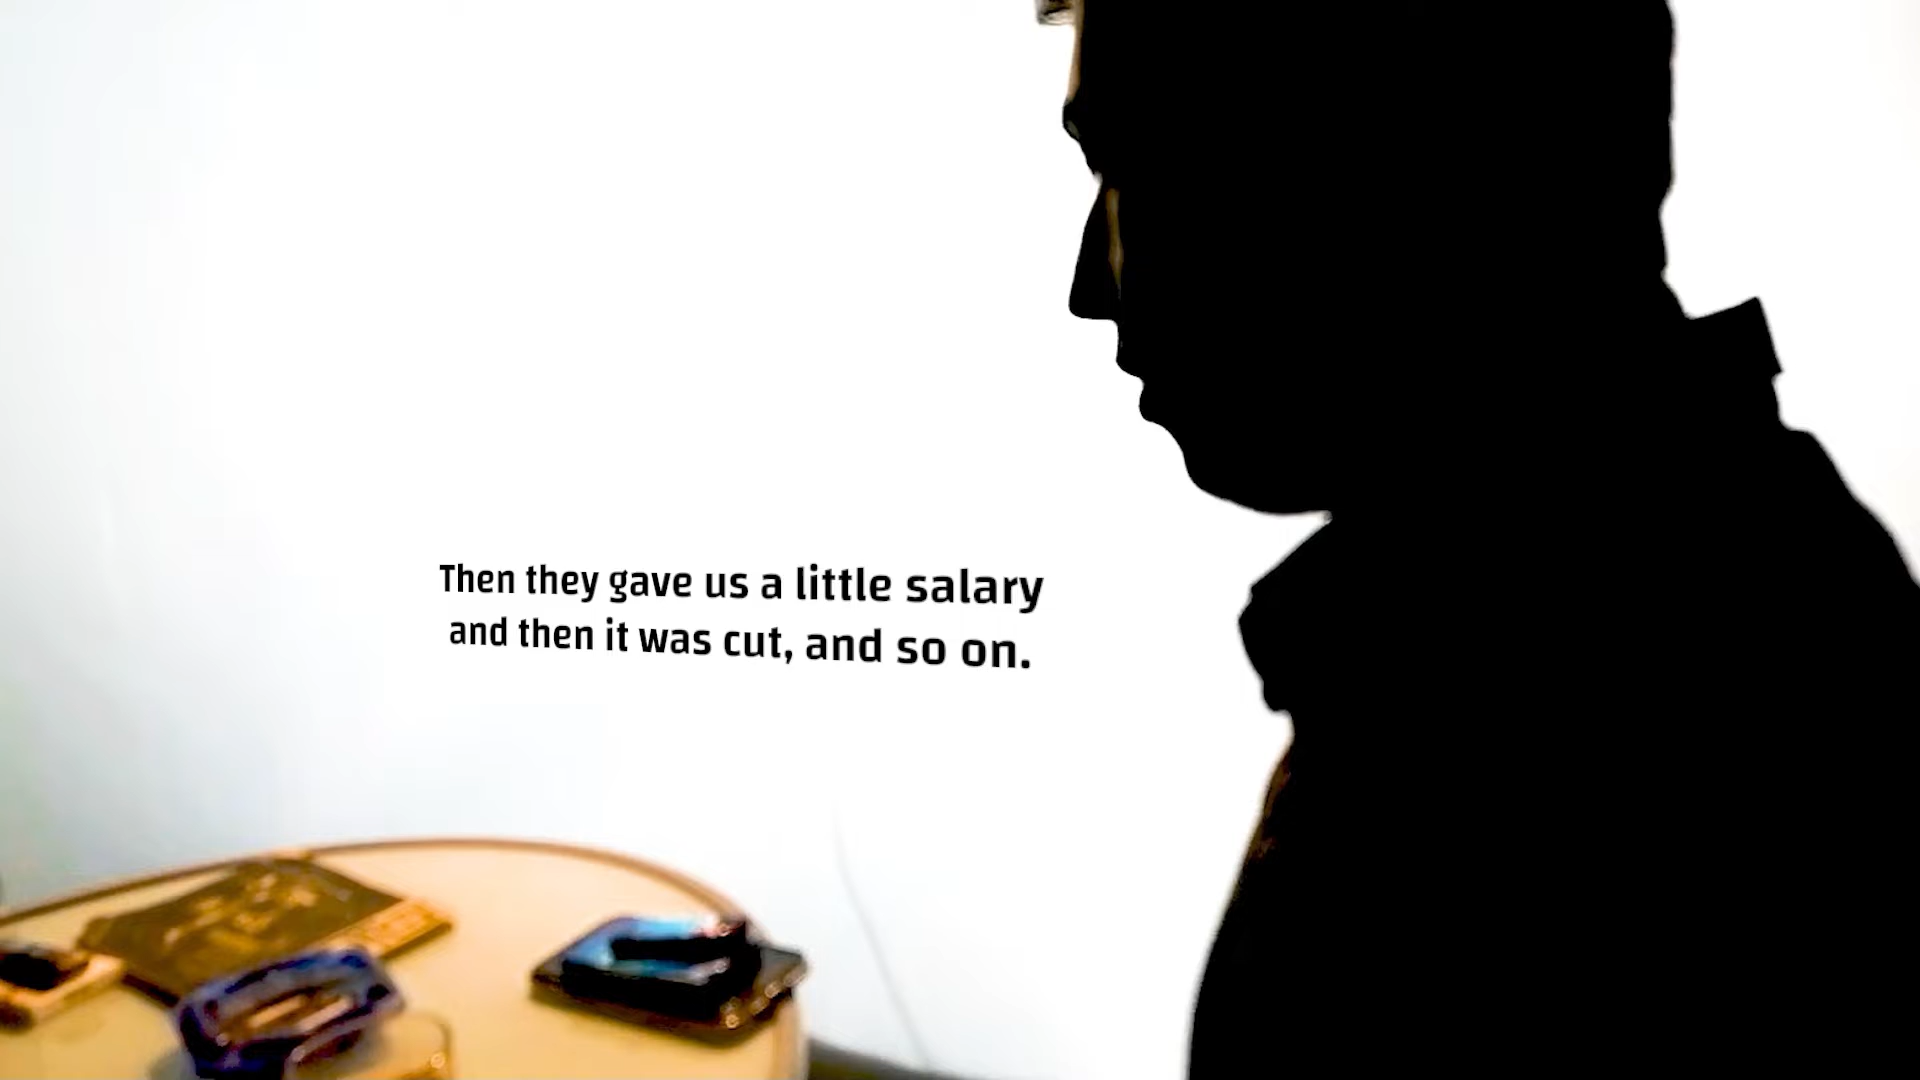 Then they gave us a little salary
and then it was cut, and so on.